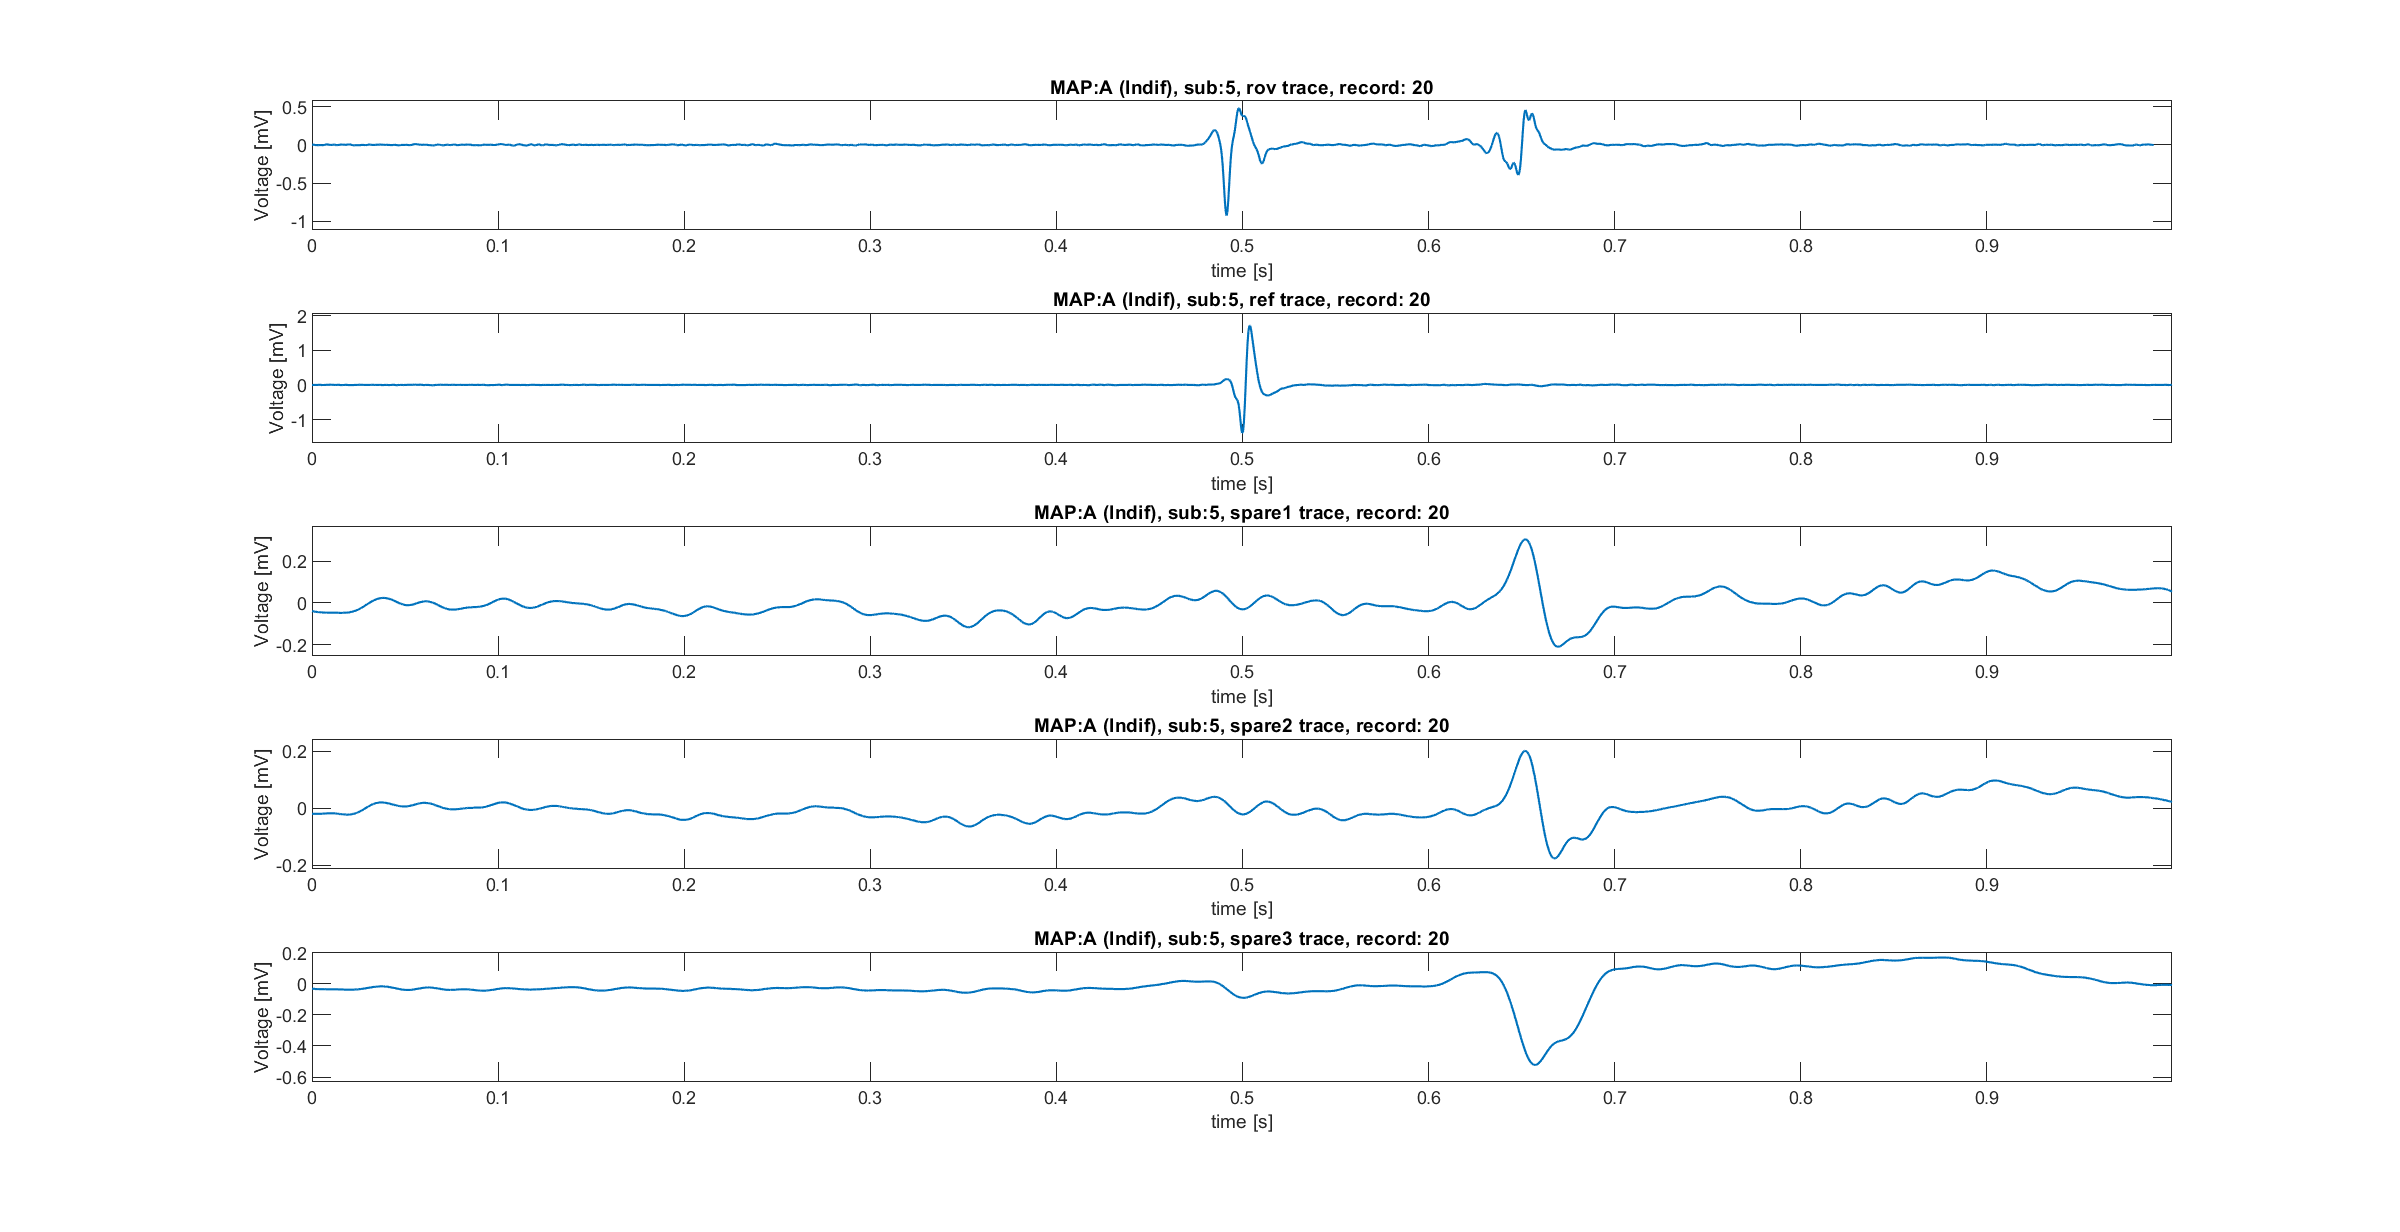 MAP:A (Indif), sub:5, rov trace, record: 20
Voltage [mV]
0.5
0
-0.5
-1
0 0.1 0.2 0.3 0.4 0.5 0.6 0.7 0.8 0.9
time [s]
MAP:A (Indif), sub:5, ref trace, record: 20
Voltage [mV]
2
1
0
-1
0 0.1 0.2 0.3 0.4 0.5 0.6 0.7 0.8 0.9
time [s]
MAP:A (Indif), sub:5, spare1 trace, record: 20
Voltage [mV]
0.2
0
-0.2
0 0.1 0.2 0.3 0.4 0.5 0.6 0.7 0.8 0.9
time [s]
MAP:A (Indif), sub:5, spare2 trace, record: 20
Voltage [mV]
0.2
0
-0.2
0 0.1 0.2 0.3 0.4 0.5 0.6 0.7 0.8 0.9
time [s]
MAP:A (Indif), sub:5, spare3 trace, record: 20
Voltage [mV]
0.2
0
-0.2
-0.4
-0.6
0 0.1 0.2 0.3 0.4 0.5 0.6 0.7 0.8 0.9
time [s]